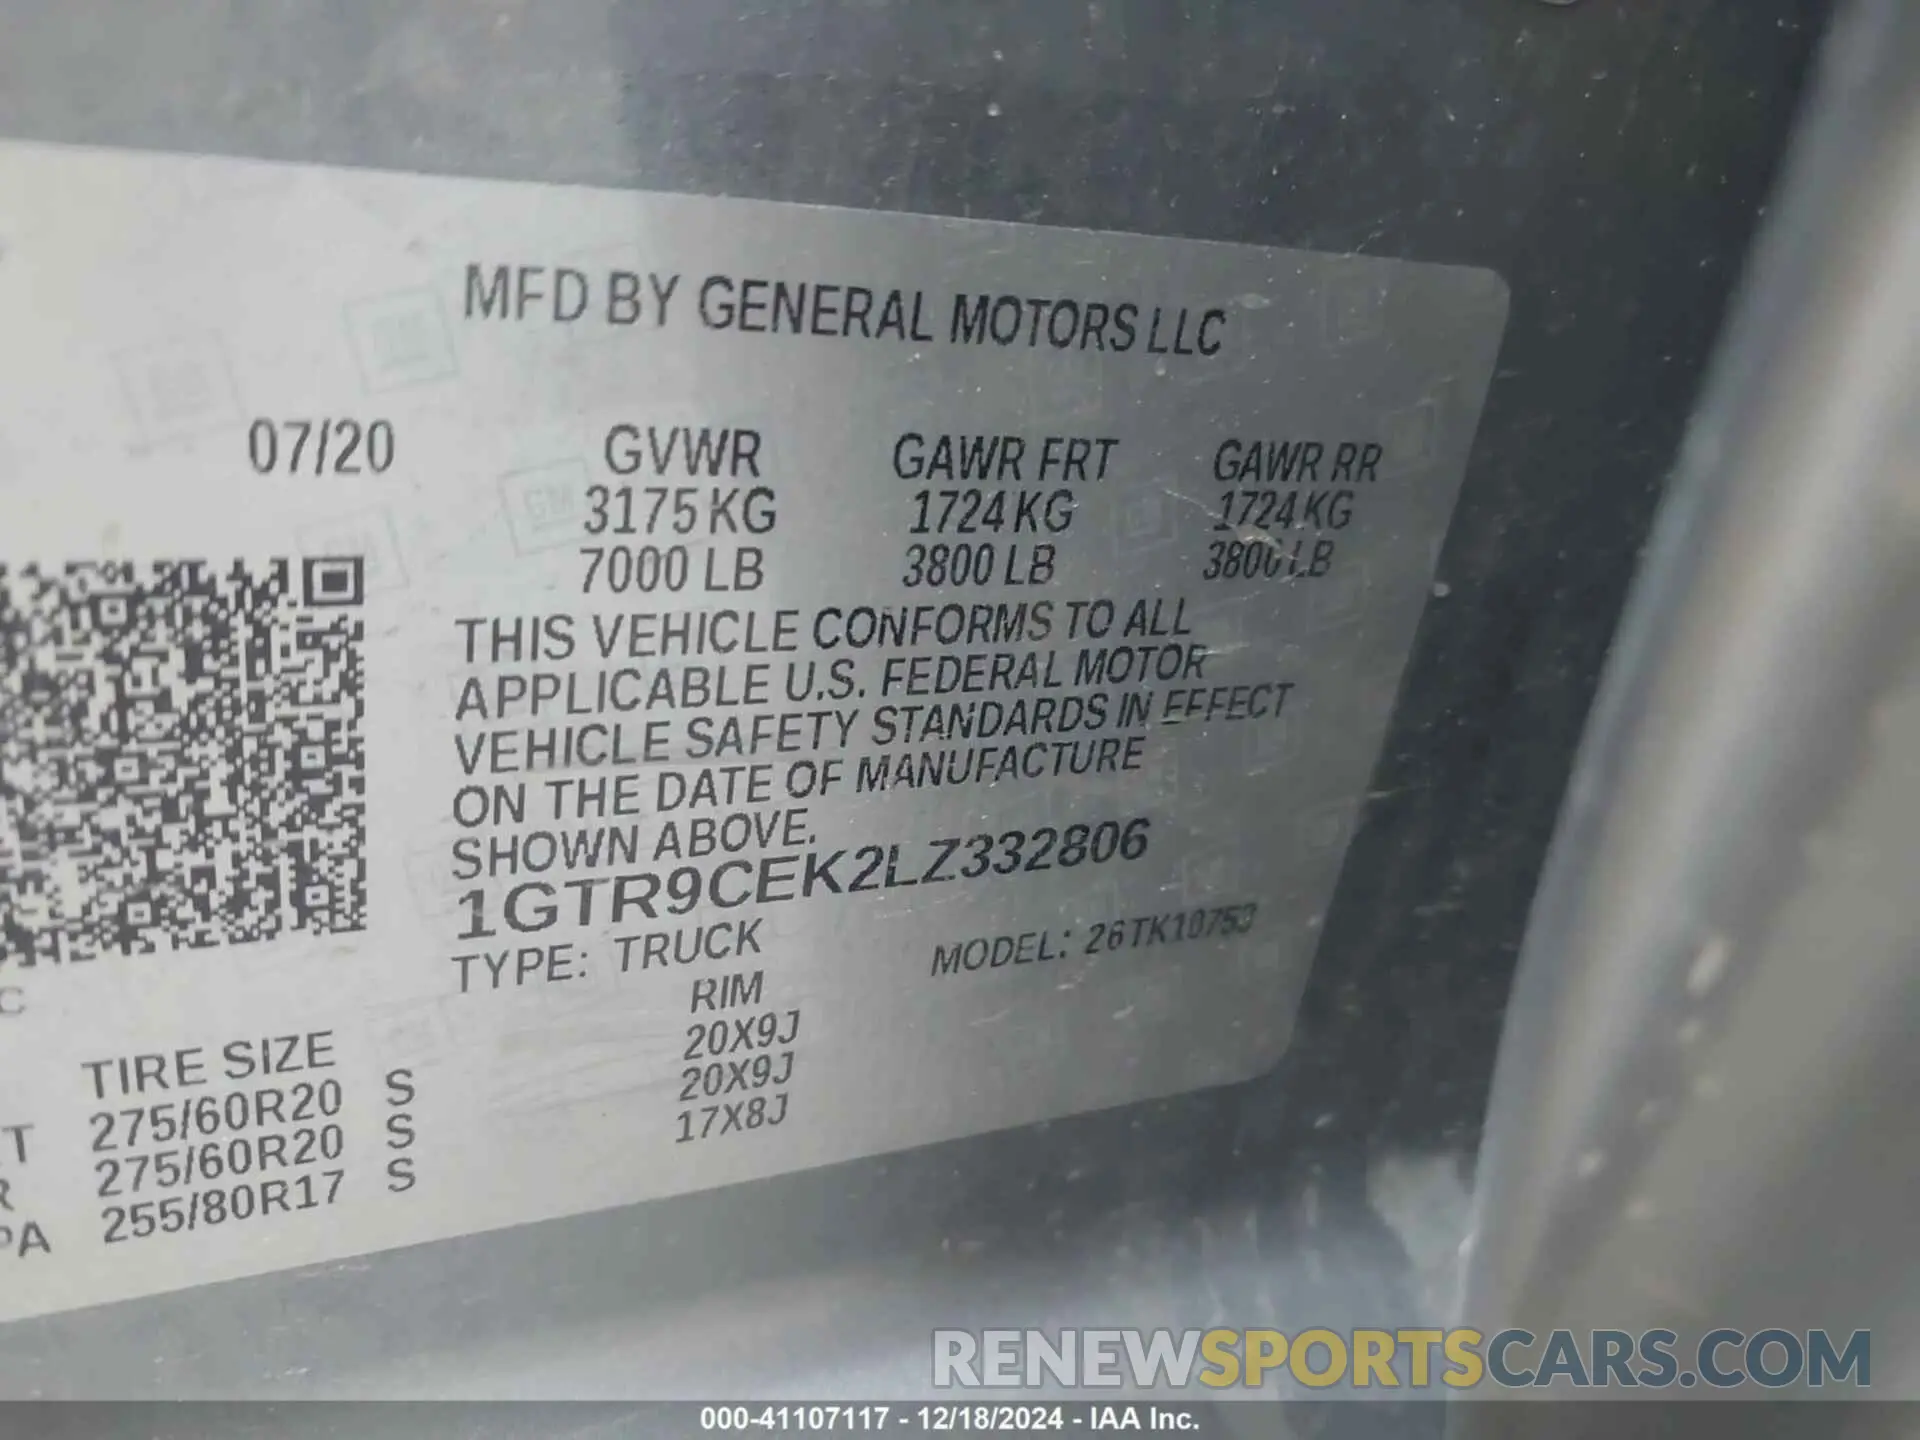 MFD BY GENERAL MOTORS LLC
07/20 GVWR GAWR FRT GAWR RR
3175 KG 1724 KG 1724 KG
7000 LB 3800 LB 3800 LB
THIS VEHICLE CONFORMS TO ALL
APPLICABLE U.S. FEDERAL MOTOR
VEHICLE SAFETY STANDARDS IN EFFECT
ON THE DATE OF MANUFACTURE
SHOWN ABOVE.
1GTR9CEK2LZ332806
TYPE: TRUCK MODEL: 26TK10753
C
TIRE SIZE RIM
T 275/60R20 S 20X9J
R 275/60R20 S 20X9J
PA 255/80R17 S 17X8J
RENEWSPORTSCARS.COM
000-41107117 - 12/18/2024 - IAA Inc.